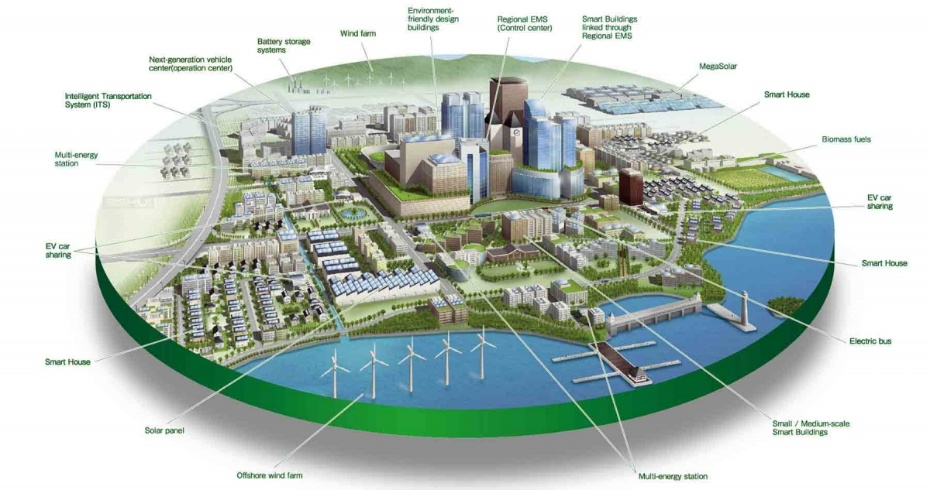 Environment-
friendly design
buildings
Regional EMS
(Control center)
Smart Buildings
linked through
Regional EMS
Wind farm
Battery storage
systems
Next-generation vehicle
center(operation center)
MegaSolar
Intelligent Transportation
System (ITS)
Smart House
Biomass fuels
Multi-energy
station
EV car
sharing
EV car
sharing
Smart House
Electric bus
Smart House
Small / Medium-scale
Smart Buildings
Solar panel
Offshore wind farm
Multi-energy station